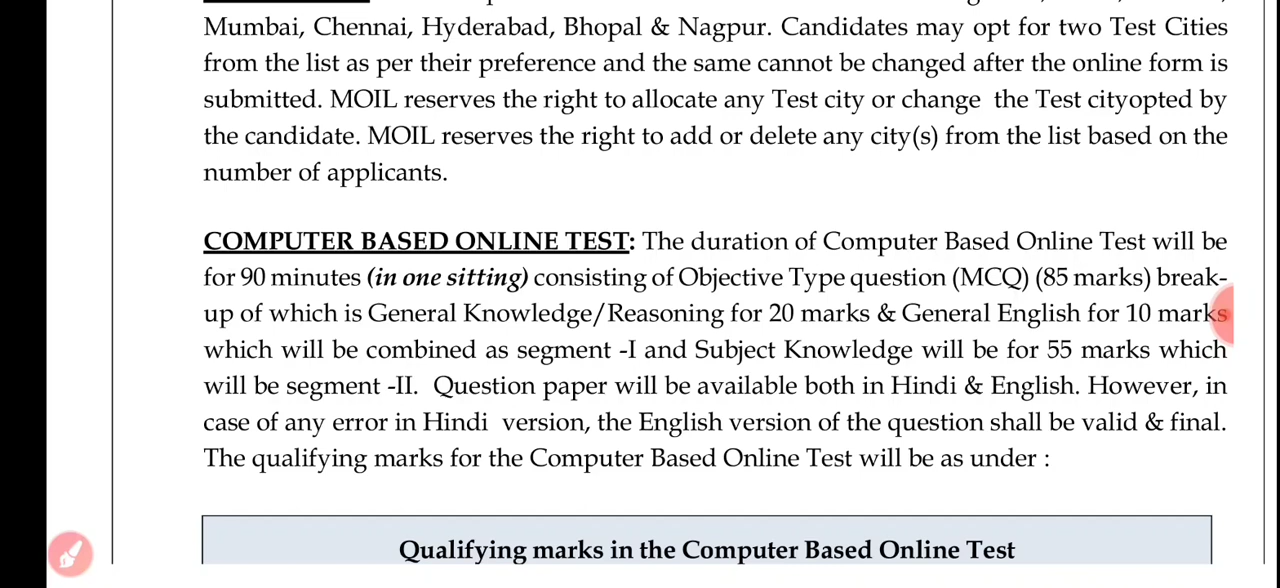 Mumbai, Chennai, Hyderabad, Bhopal & Nagpur. Candidates may opt for two Test Cities
from the list as per their preference and the same cannot be changed after the online form is
submitted. MOIL reserves the right to allocate any Test city or change the Test cityopted by
the candidate. MOIL reserves the right to add or delete any city(s) from the list based on the
number of applicants.
COMPUTER BASED ONLINE TEST: The duration of Computer Based Online Test will be
for 90 minutes (in one sitting) consisting of Objective Type question (MCQ) (85 marks) break-
up of which is General Knowledge/Reasoning for 20 marks & General English for 10 marks
which will be combined as segment -I and Subject Knowledge will be for 55 marks which
will be segment -II. Question paper will be available both in Hindi & English. However, in
case of any error in Hindi version, the English version of the question shall be valid & final.
The qualifying marks for the Computer Based Online Test will be as under :
Qualifying marks in the Computer Based Online Test